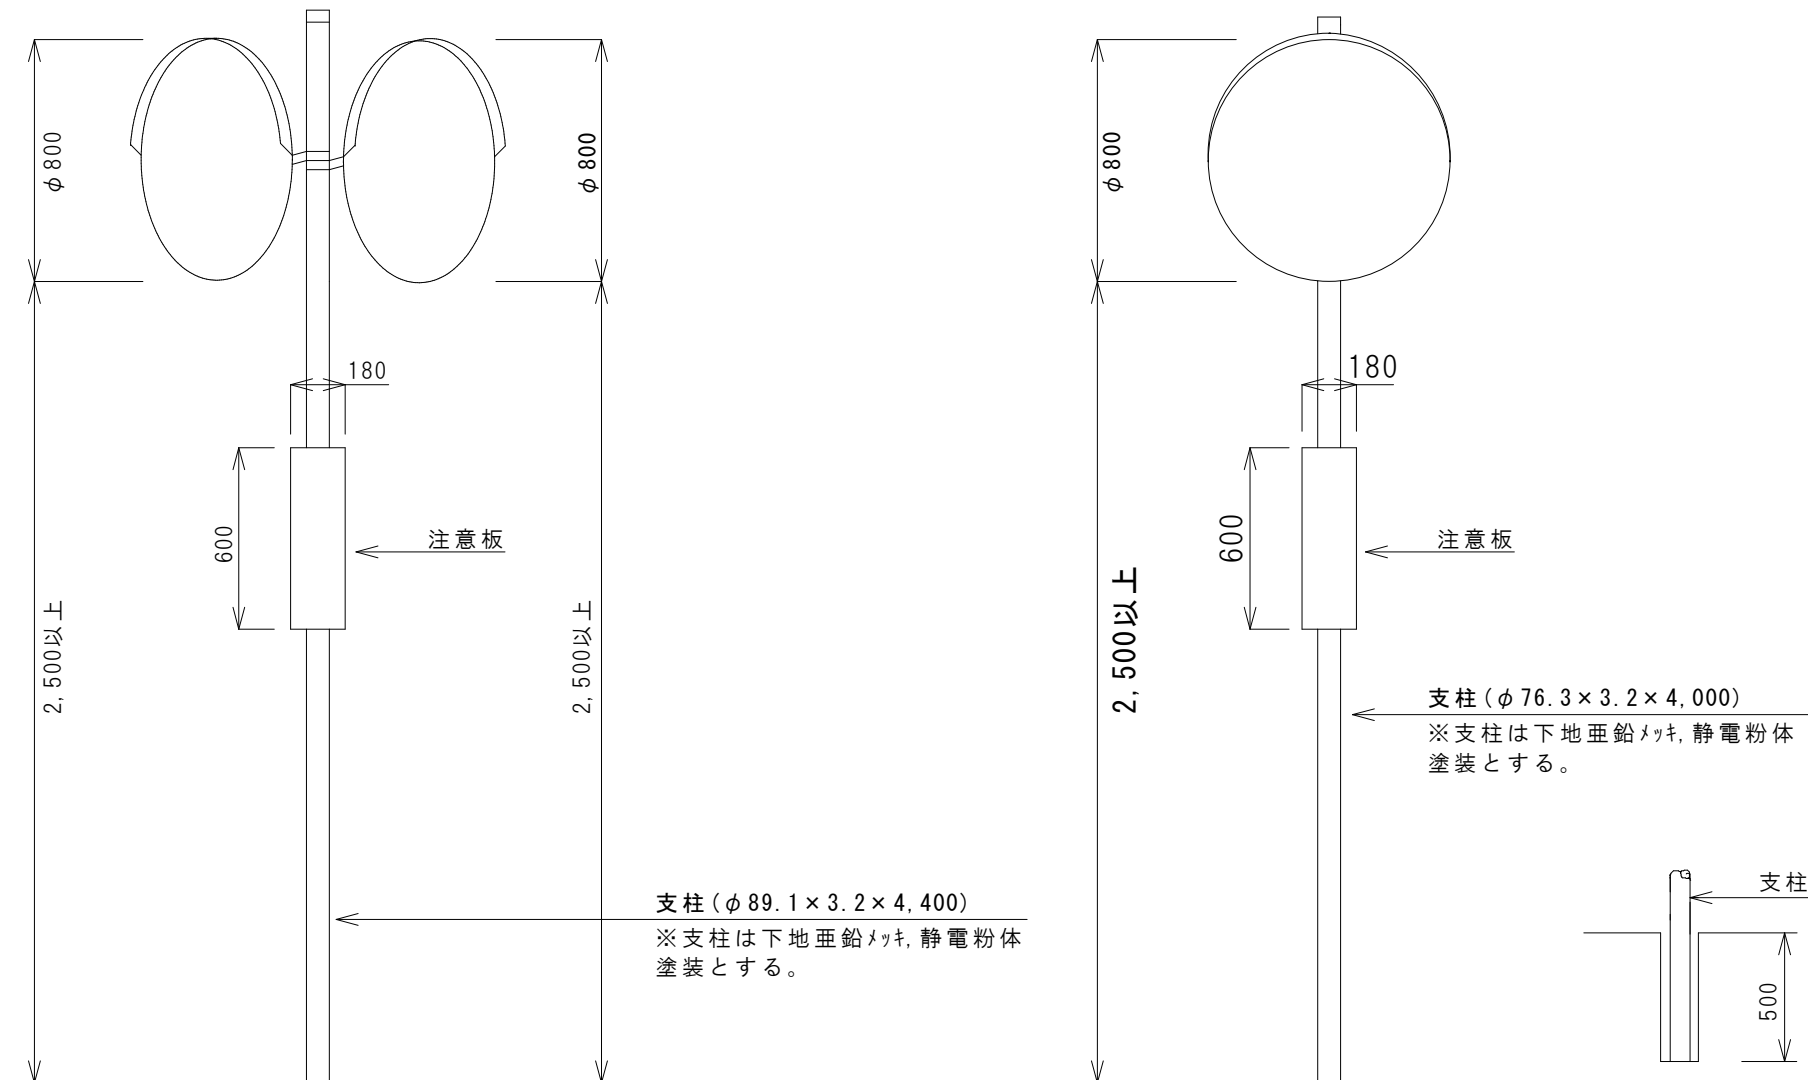 φ800
φ800
180
600
注意板
2,500以上
2,500以上
支柱(φ89.1×3.2×4,400)
※支柱は下地亜鉛ﾒｯｷ,静電粉体
塗装とする。
φ800
180
600
注意板
2,500以上
支柱(φ76.3×3.2×4,000)
※支柱は下地亜鉛ﾒｯｷ,静電粉体
塗装とする。
支柱
500